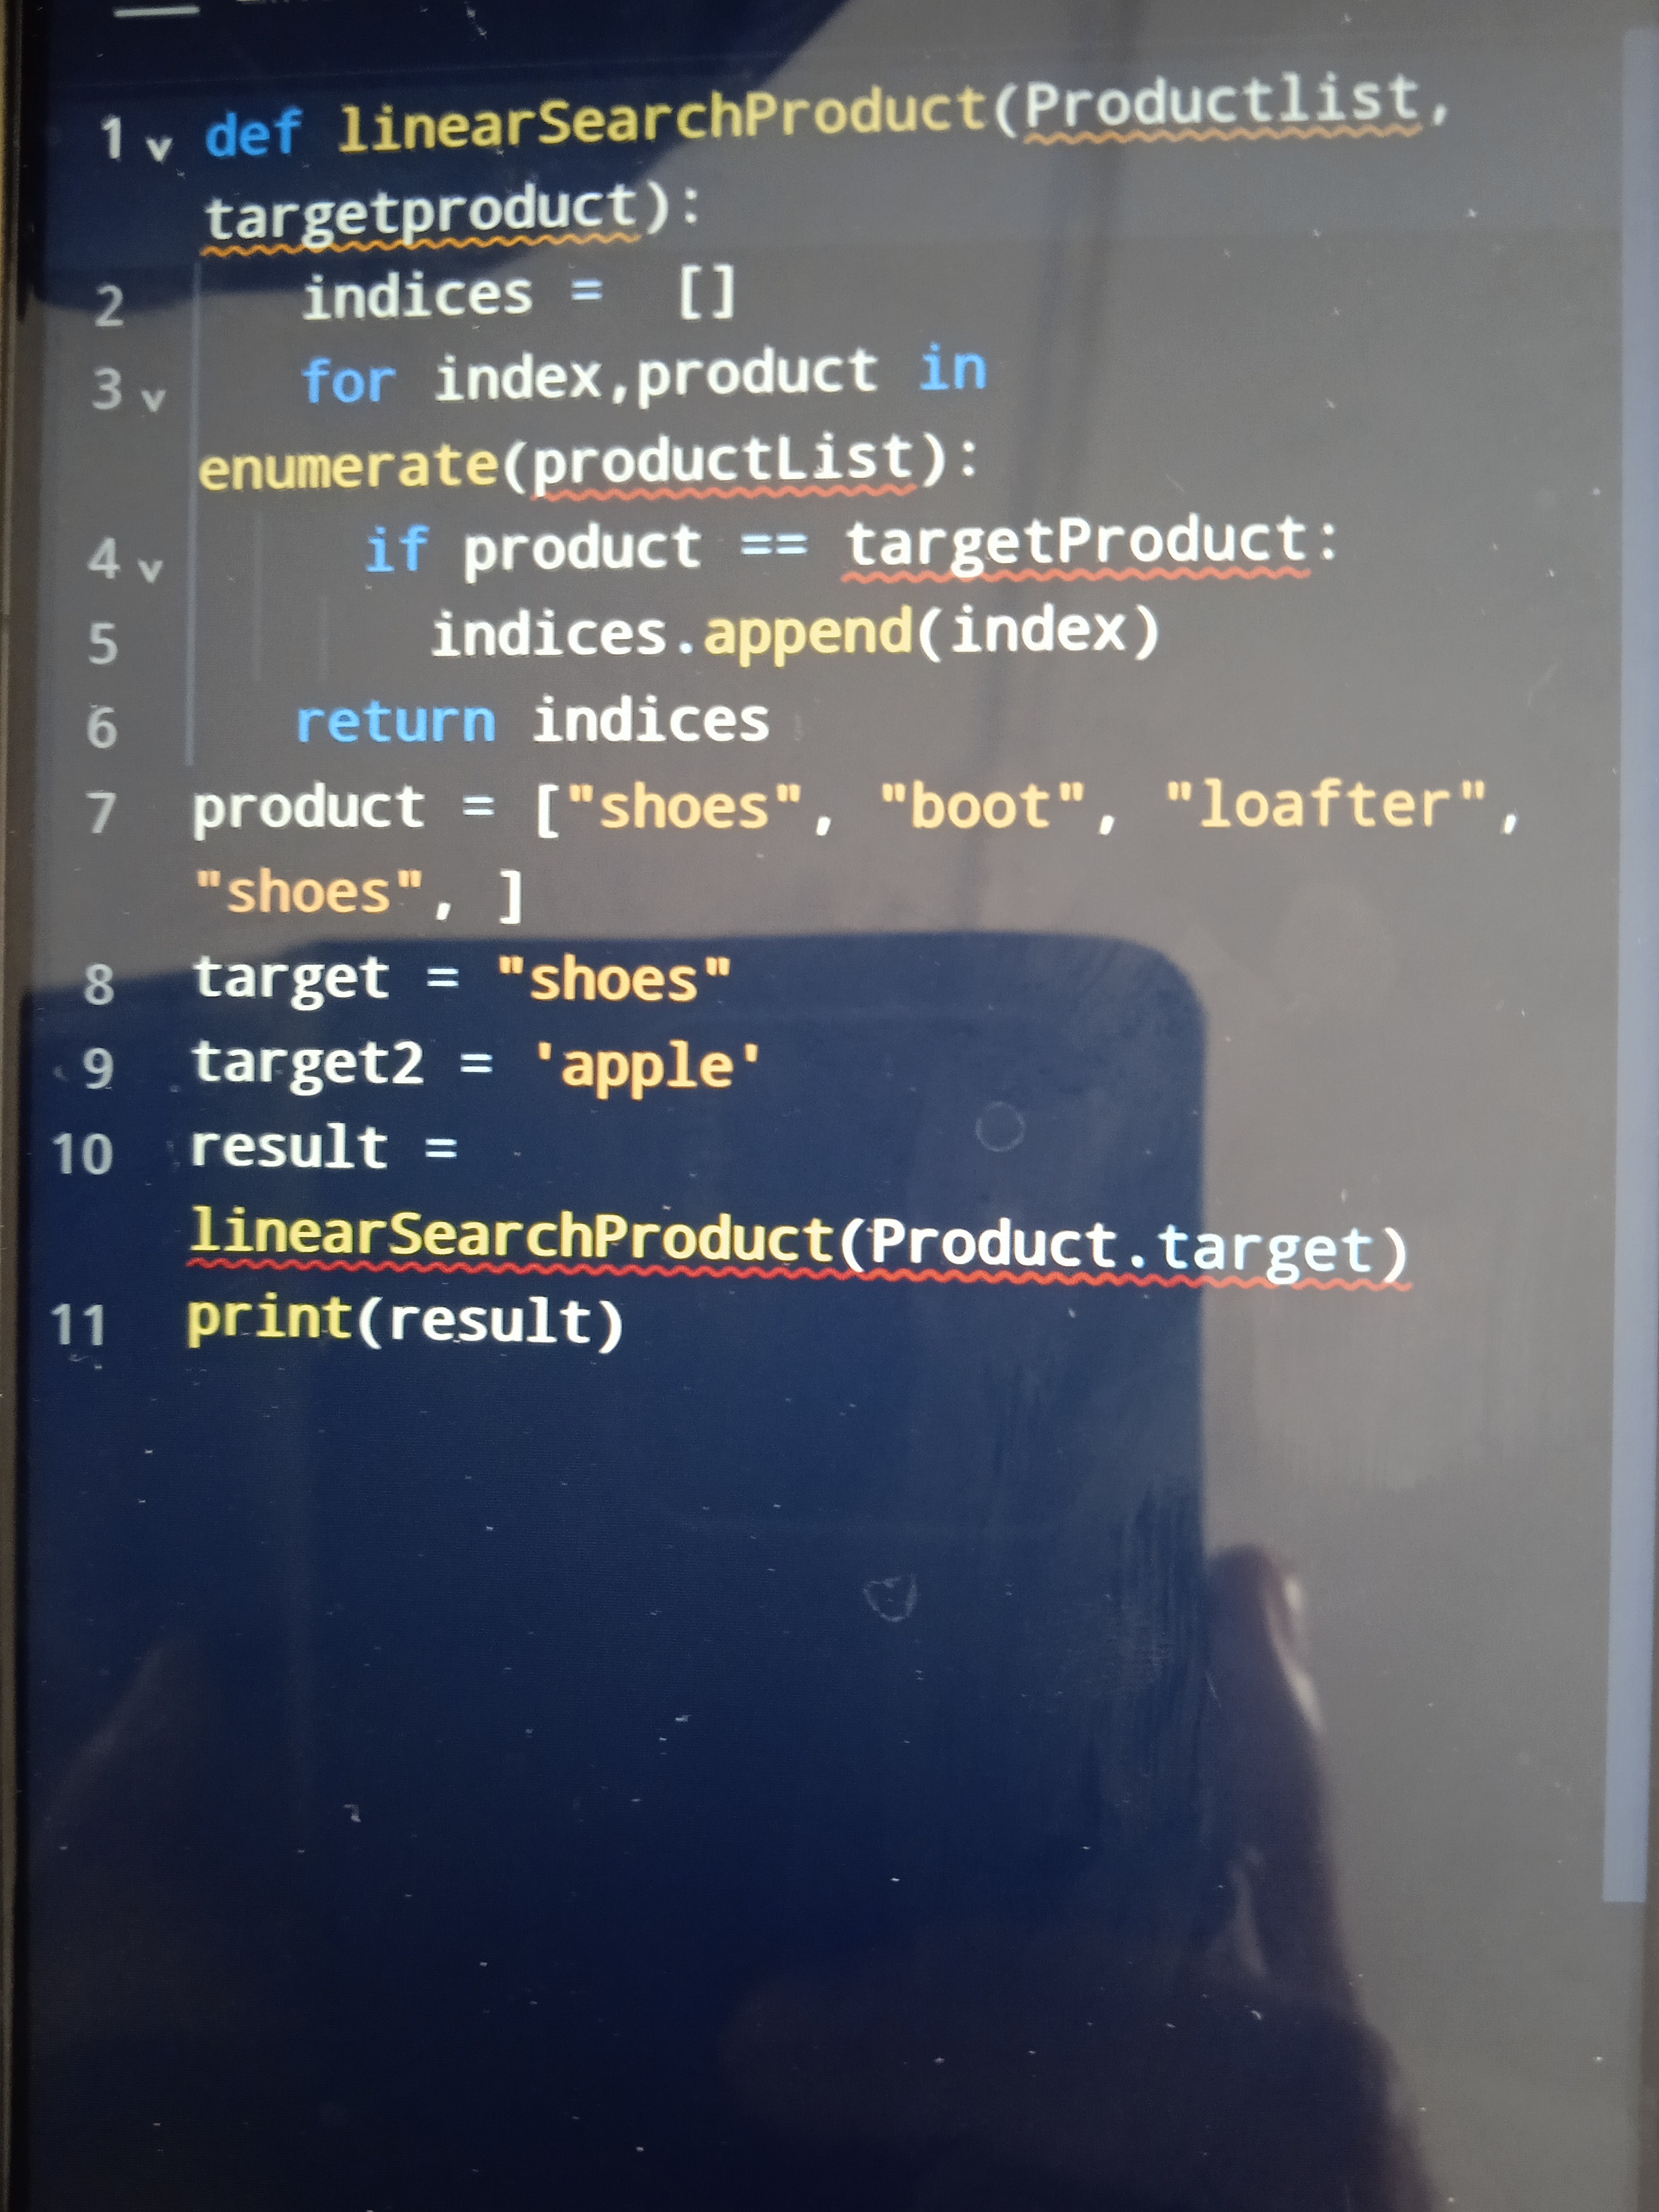 1 v def linearSearchProduct(Productlist,
targetproduct):
2 indices =  []
3 v for index,product in
enumerate(productList):
4 v if product == targetProduct:
5 indices.append(index)
6 return indices
7 product = ["shoes", "boot", "loafter",
"shoes", ]
8 target = "shoes"
9 target2 = 'apple'
10 result =
linearSearchProduct(Product.target)
11 print(result)